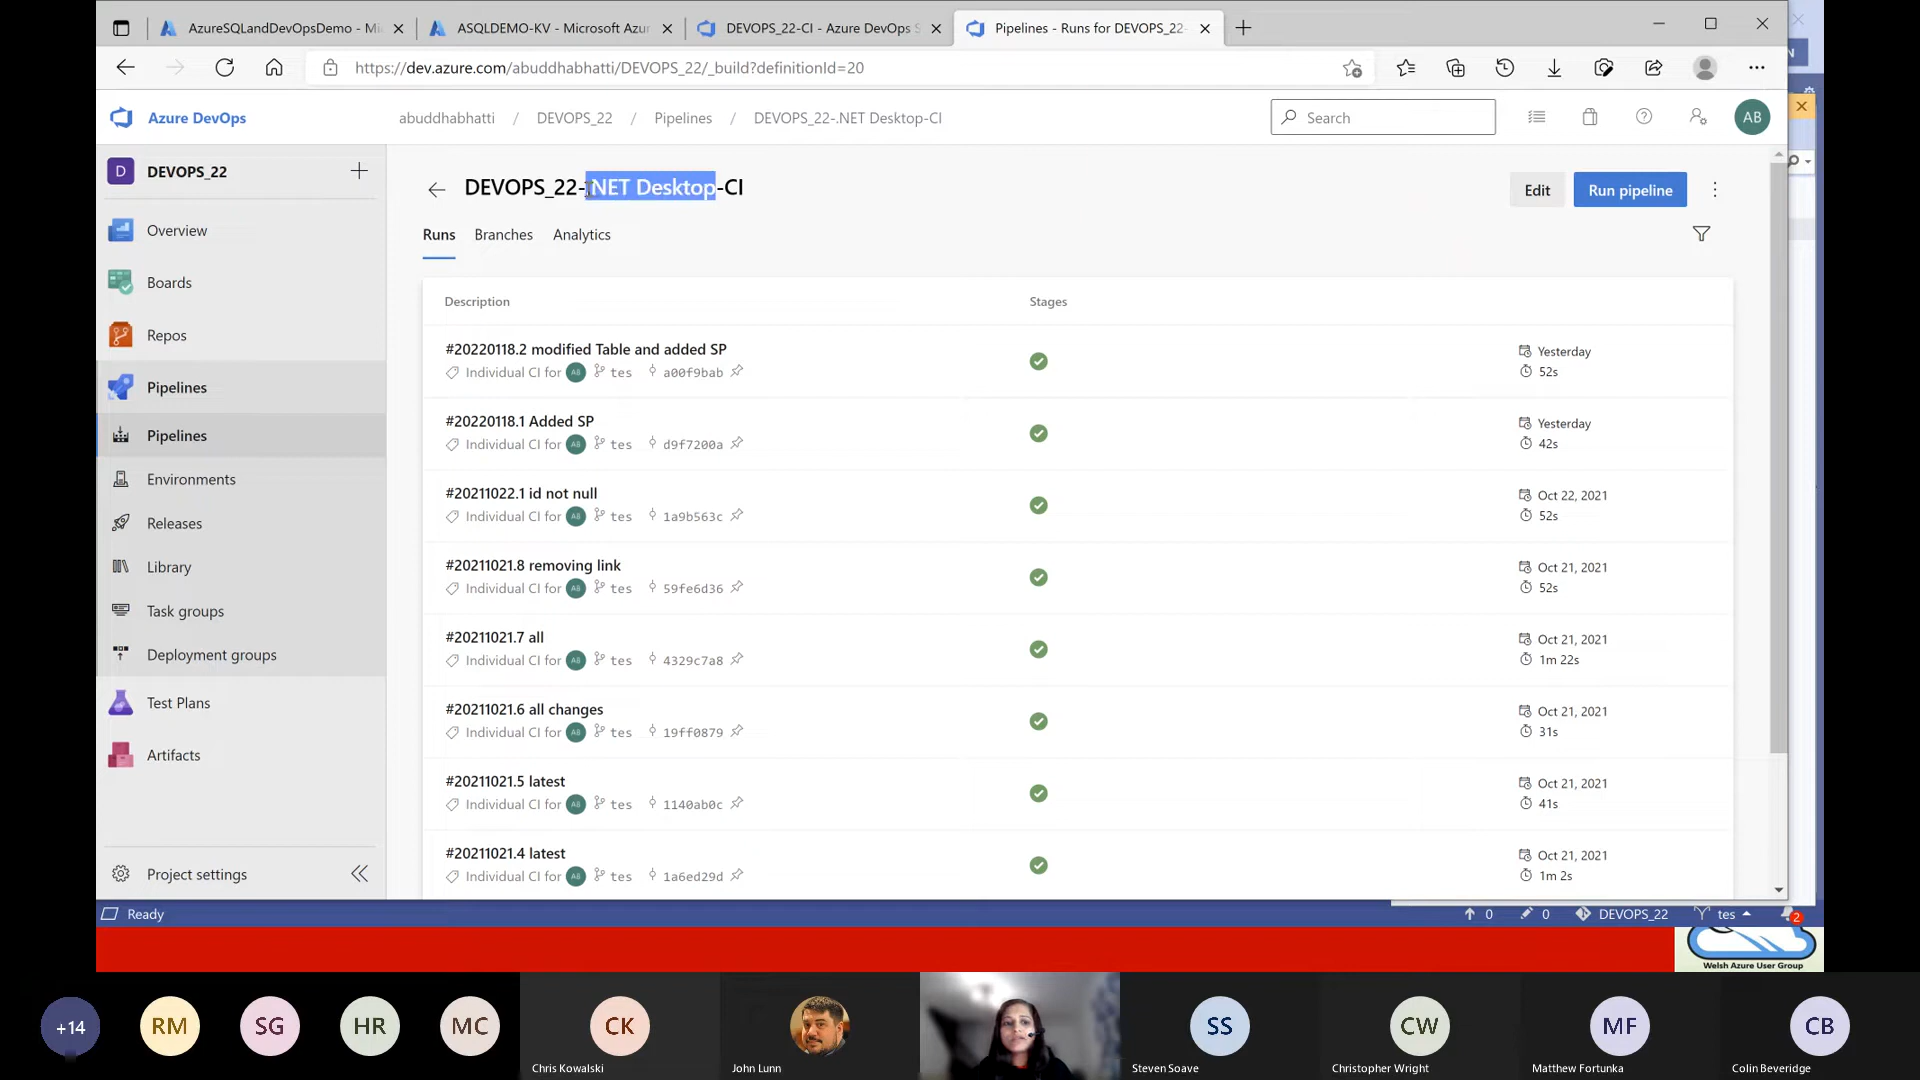 AzureSQLandDevOpsDemo - Mi
ASQLDEMO-KV - Microsoft Azur
DEVOPS_22-CI - Azure DevOps S
Pipelines - Runs for DEVOPS_22-
https://dev.azure.com/abuddhabhatti/DEVOPS_22/_build?definitionId=20
Azure DevOps
abuddhabhatti / DEVOPS_22 / Pipelines / DEVOPS_22-.NET Desktop-CI
Search
AB
D DEVOPS_22
Overview
Boards
Repos
Pipelines
Pipelines
Environments
Releases
Library
Task groups
Deployment groups
Test Plans
Artifacts
Project settings
DEVOPS_22-.NET Desktop-CI
Edit
Run pipeline
Runs Branches Analytics
Description Stages
#20220118.2 modified Table and added SP
Yesterday
Individual CI for AB tes a00f9bab
52s
#20220118.1 Added SP
Yesterday
Individual CI for AB tes d9f7200a
42s
#20211022.1 id not null
Oct 22, 2021
Individual CI for AB tes 1a9b563c
52s
#20211021.8 removing link
Oct 21, 2021
Individual CI for AB tes 59fe6d36
52s
#20211021.7 all
Oct 21, 2021
Individual CI for AB tes 4329c7a8
1m 22s
#20211021.6 all changes
Oct 21, 2021
Individual CI for AB tes 19ff0879
31s
#20211021.5 latest
Oct 21, 2021
Individual CI for AB tes 1140ab0c
41s
#20211021.4 latest
Oct 21, 2021
Individual CI for AB tes 1a6ed29d
1m 2s
Ready
0 0 DEVOPS_22 tes 2
Welsh Azure User Group
+14 RM SG HR MC CK SS CW MF CB
Chris Kowalski John Lunn Steven Soave Christopher Wright Matthew Fortunka Colin Beveridge